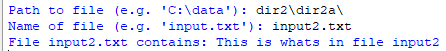 Path to file (e.g. 'C:\data'): dir2\dir2a\
Name of file (e.g. 'input.txt'): input2.txt
File input2.txt contains: This is whats in file input2